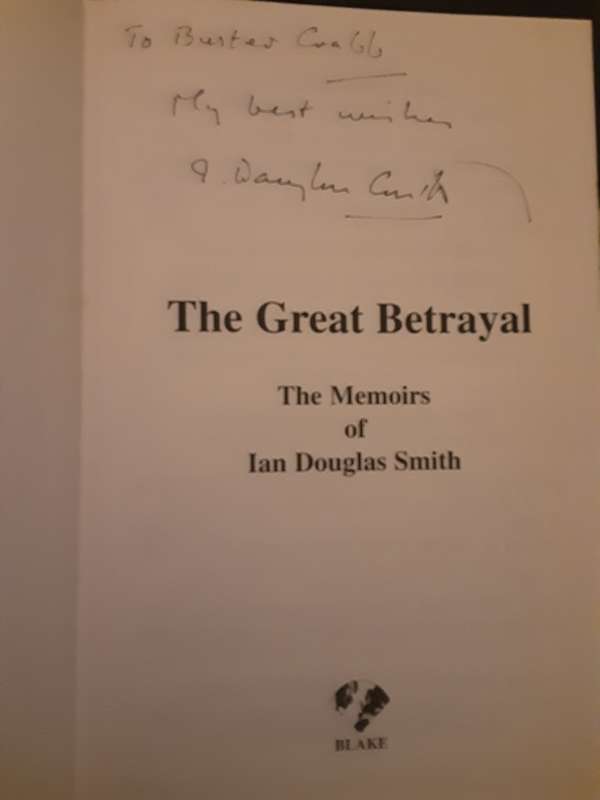 To Buster Crabb
My best wishes
I. Douglas Smith
The Great Betrayal
The Memoirs
of
Ian Douglas Smith
BLAKE